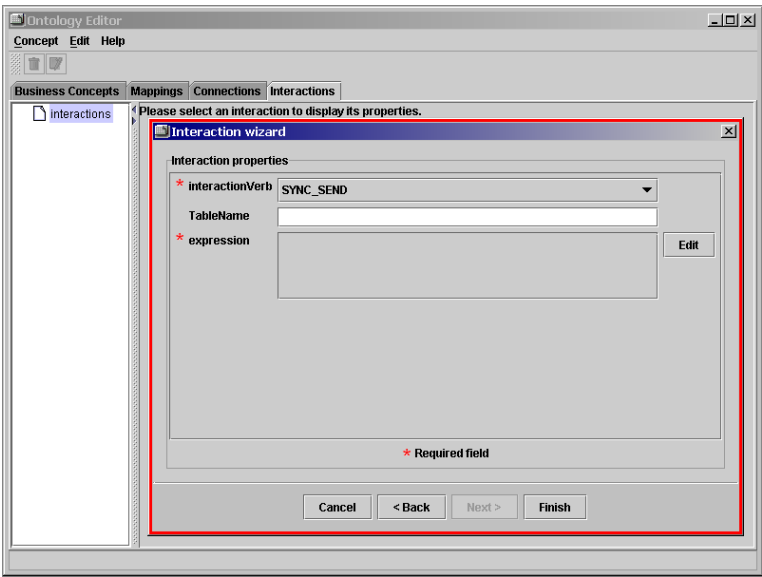 Ontology Editor
Concept Edit Help
Business Concepts Mappings Connections Interactions
interactions
Please select an interaction to display its properties.
Interaction wizard
Interaction properties
* interactionVerb SYNC_SEND
TableName
* expression Edit
* Required field
Cancel < Back Next > Finish